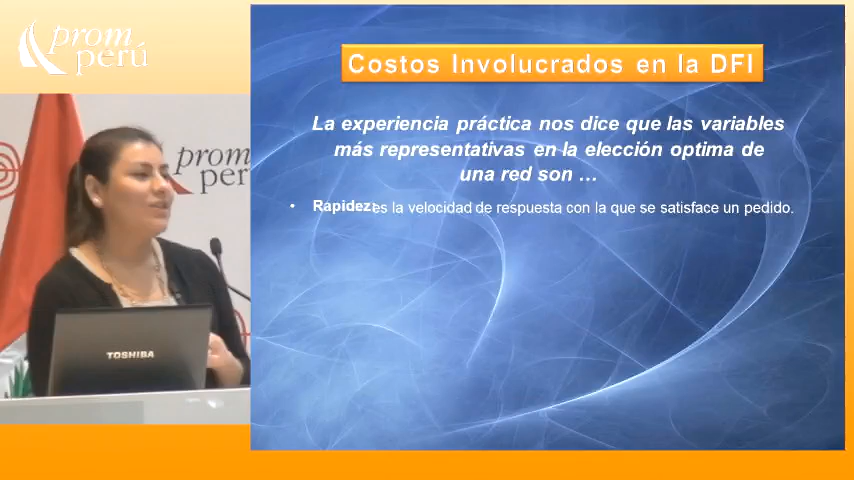 prom
perú
Costos Involucrados en la DFI
La experiencia práctica nos dice que las variables
más representativas en la elección optima de
una red son …
• Rapidez: es la velocidad de respuesta con la que se satisface un pedido.
prom
per
TOSHIBA